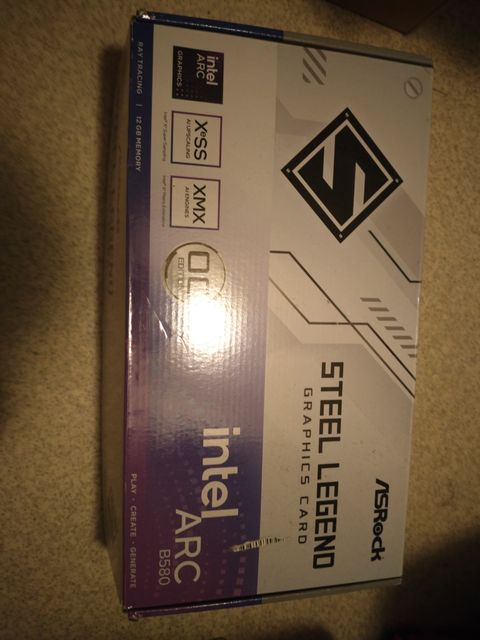 ASRock
STEEL LEGEND
GRAPHICS CARD
intel
ARC
GRAPHICS
XeSS
AI UPSCALING
XMX
AI ENGINES
OC
EDITION
intel
ARC
B580
RAY TRACING | 12 GB MEMORY
PLAY · CREATE · GENERATE